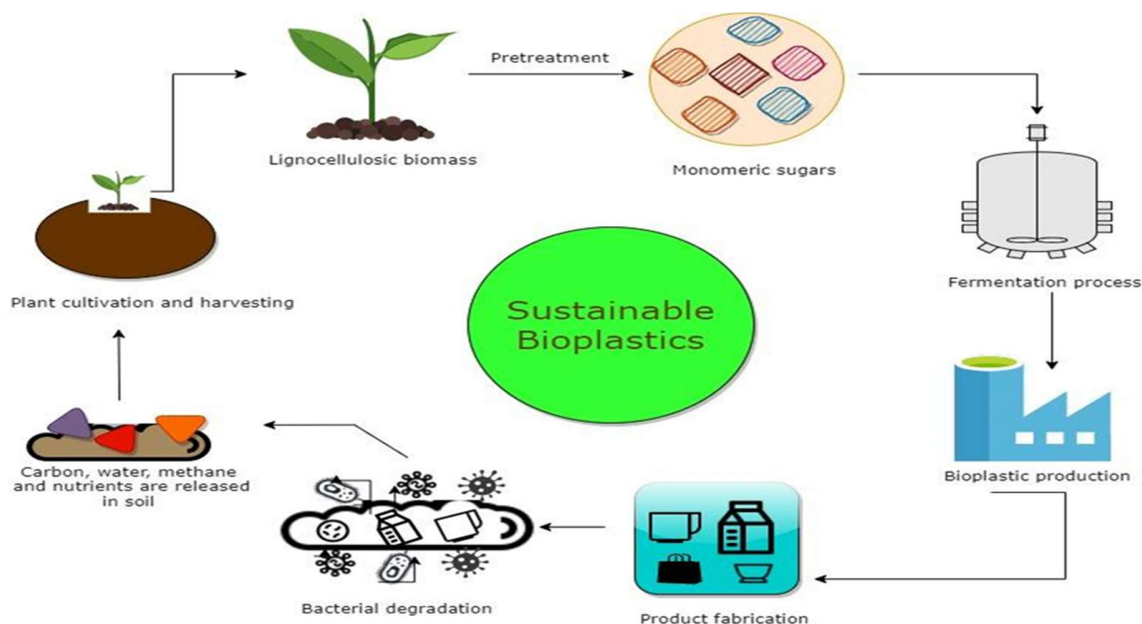 Lignocellulosic biomass
Pretreatment
Monomeric sugars
Fermentation process
Bioplastic production
Product fabrication
Bacterial degradation
Carbon, water, methane
and nutrients are released
in soil
Plant cultivation and harvesting
Sustainable
Bioplastics